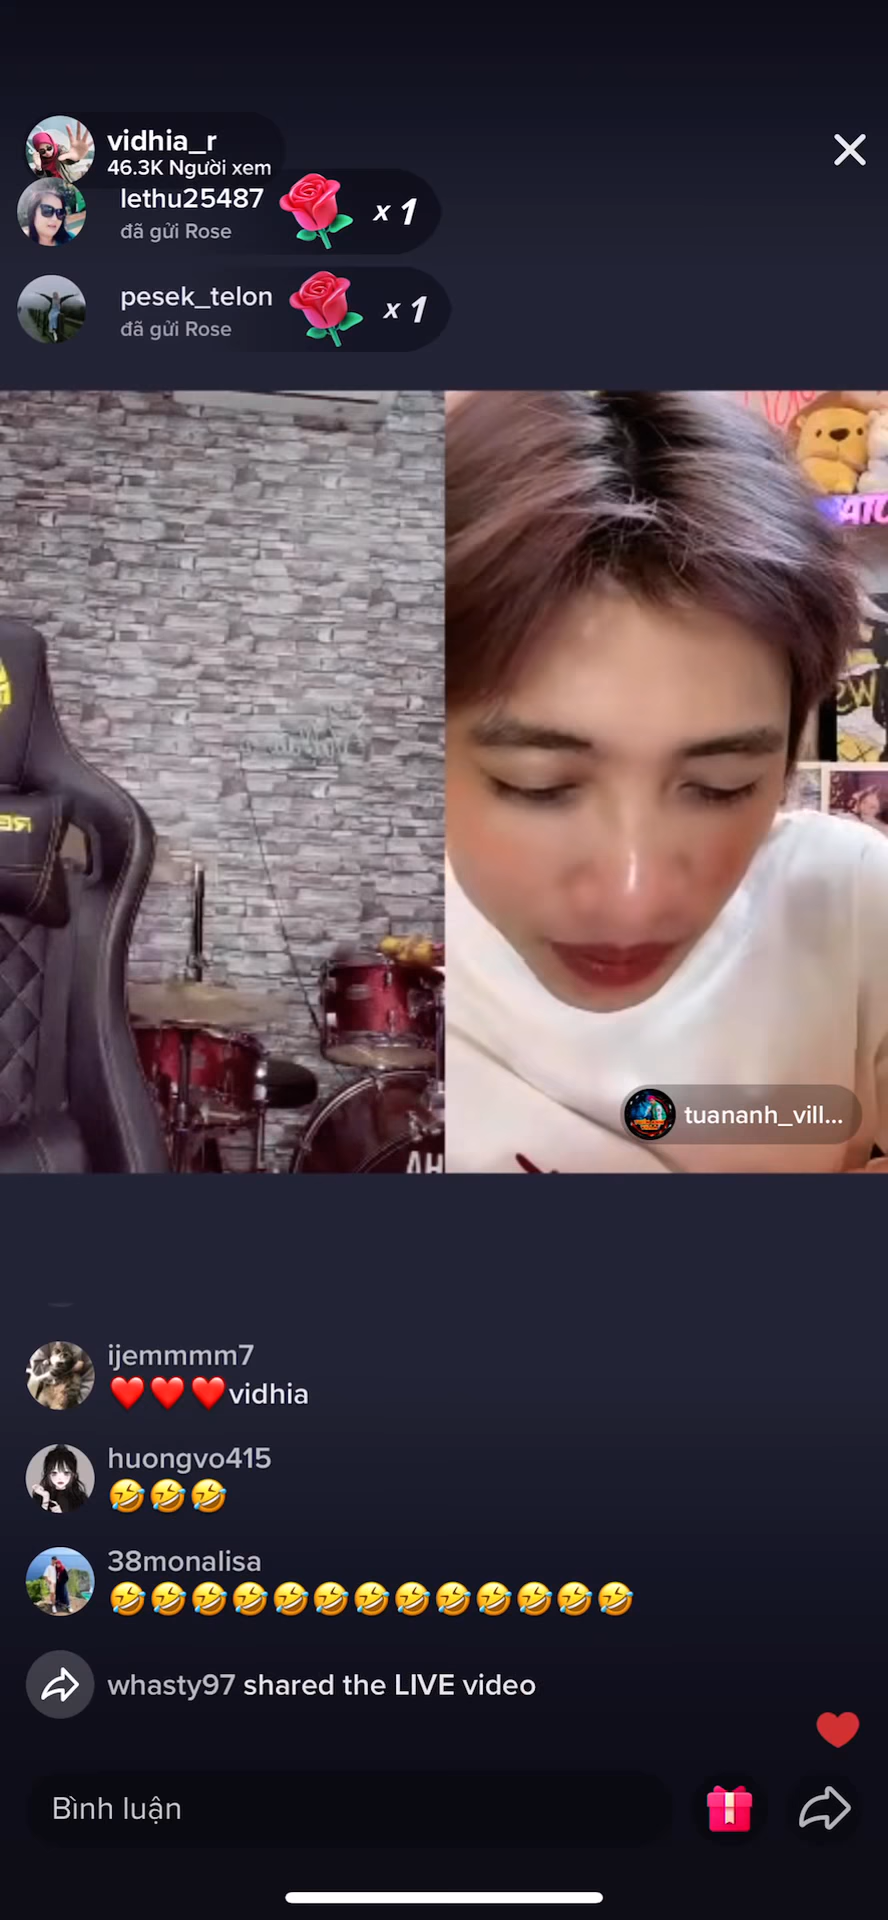 vidhia_r
46.3K Người xem
lethu25487
đã gửi Rose
x 1
pesek_telon
đã gửi Rose
x 1
AH
tuananh_vill...
ijemmmm7
❤️❤️❤️vidhia
huongvo415
🤣🤣🤣
38monalisa
🤣🤣🤣🤣🤣🤣🤣🤣🤣🤣🤣🤣🤣
whasty97 shared the LIVE video
Bình luận